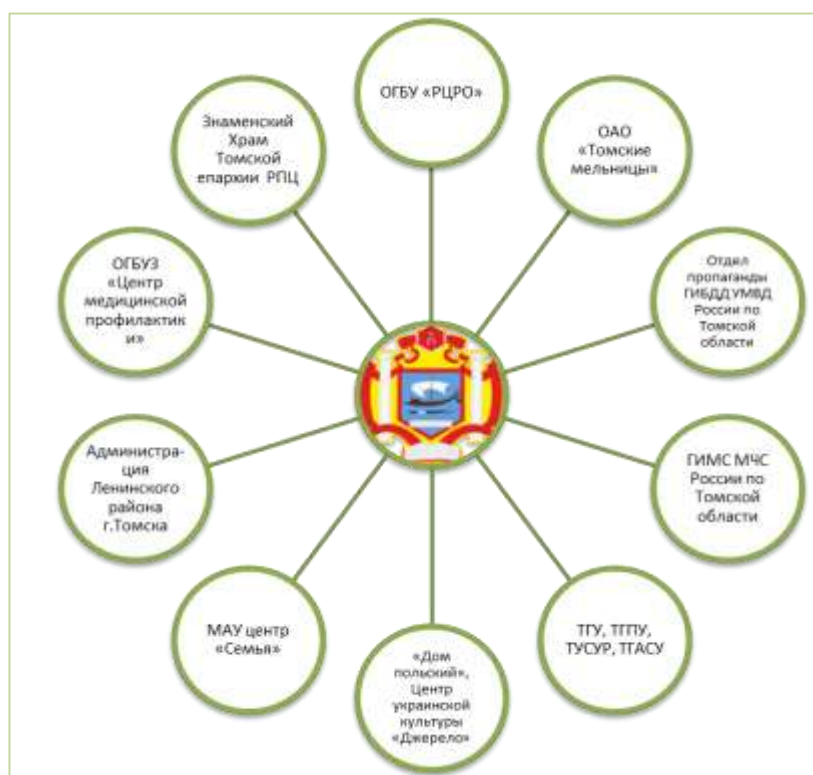 ОГБУ «РЦРО»
ОАО
«Томские
мельницы»
Отдел
пропаганды
ГИБДД УМВД
России по
Томской
области
ГИМС МЧС
России по
Томской
области
ТГУ, ТГПУ,
ТУСУР, ТГАСУ
«Дом
польский»,
Центр
украинской
культуры
«Джерело»
МАУ центр
«Семья»
Администра-
ция
Ленинского
района
г.Томска
ОГБУЗ
«Центр
медицинской
профилактик
и»
Знаменский
Храм
Томской
епархии РПЦ